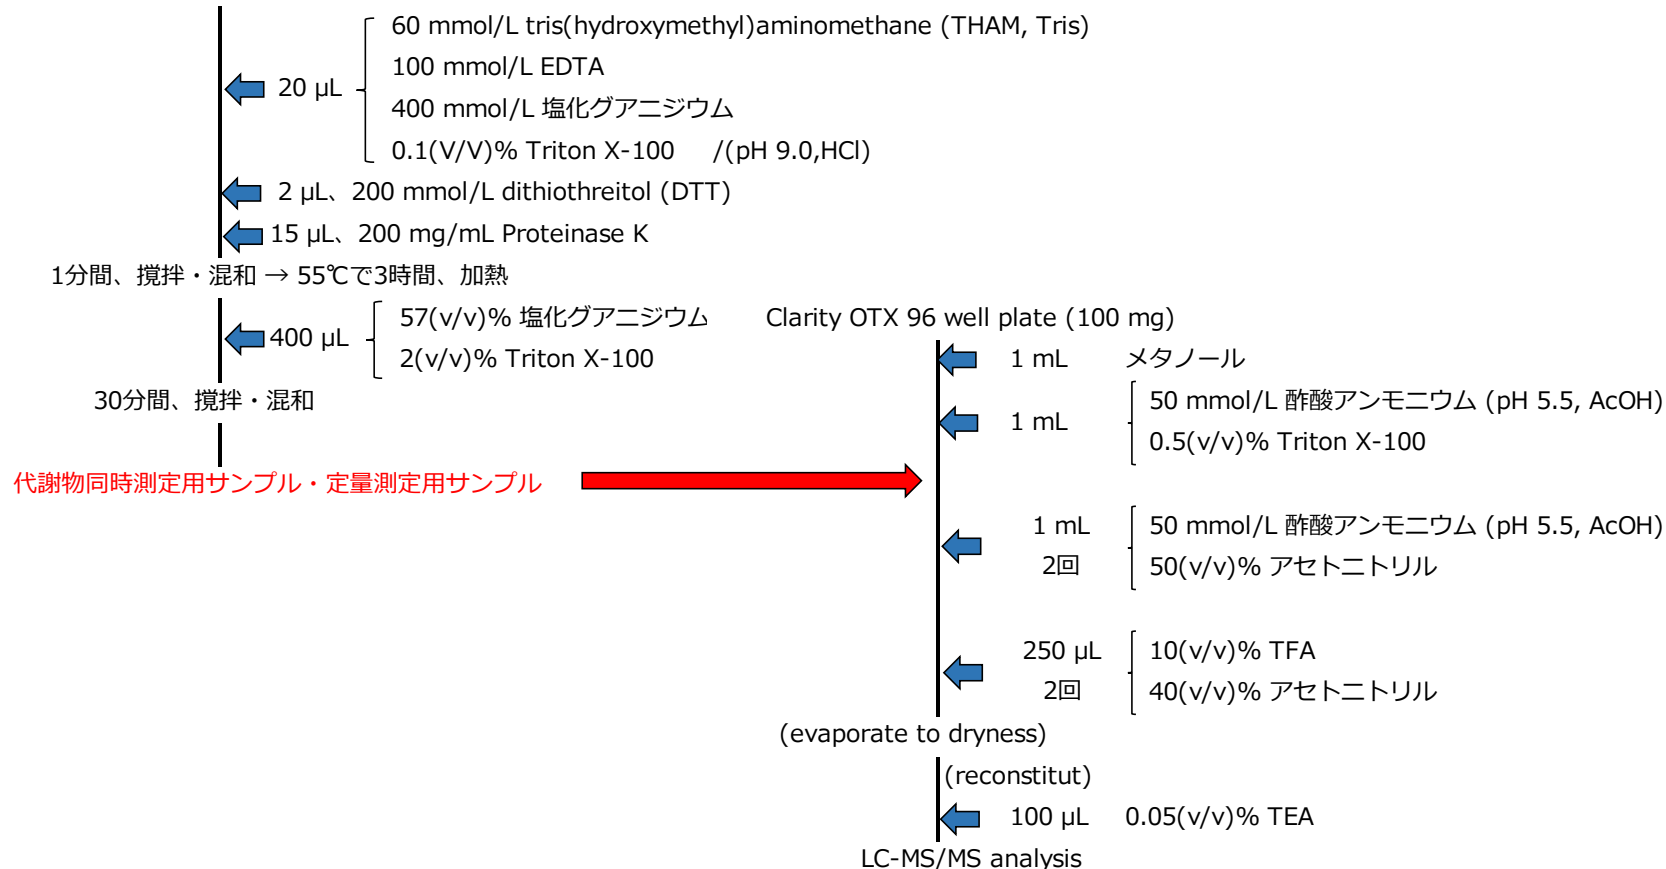 60 mmol/L tris(hydroxymethyl)aminomethane (THAM, Tris)
100 mmol/L EDTA
20 μL
400 mmol/L 塩化グアニジウム
0.1(V/V)% Triton X-100 /(pH 9.0,HCl)
2 μL、200 mmol/L dithiothreitol (DTT)
15 μL、200 mg/mL Proteinase K
1分間、撹拌・混和 → 55℃で3時間、加熱
400 μL
57(v/v)% 塩化グアニジウム
2(v/v)% Triton X-100
30分間、撹拌・混和
代謝物同時測定用サンプル・定量測定用サンプル
Clarity OTX 96 well plate (100 mg)
1 mL メタノール
1 mL
50 mmol/L 酢酸アンモニウム (pH 5.5, AcOH)
0.5(v/v)% Triton X-100
1 mL
2回
50 mmol/L 酢酸アンモニウム (pH 5.5, AcOH)
50(v/v)% アセトニトリル
250 μL
2回
10(v/v)% TFA
40(v/v)% アセトニトリル
(evaporate to dryness)
(reconstitut)
100 μL 0.05(v/v)% TEA
LC-MS/MS analysis